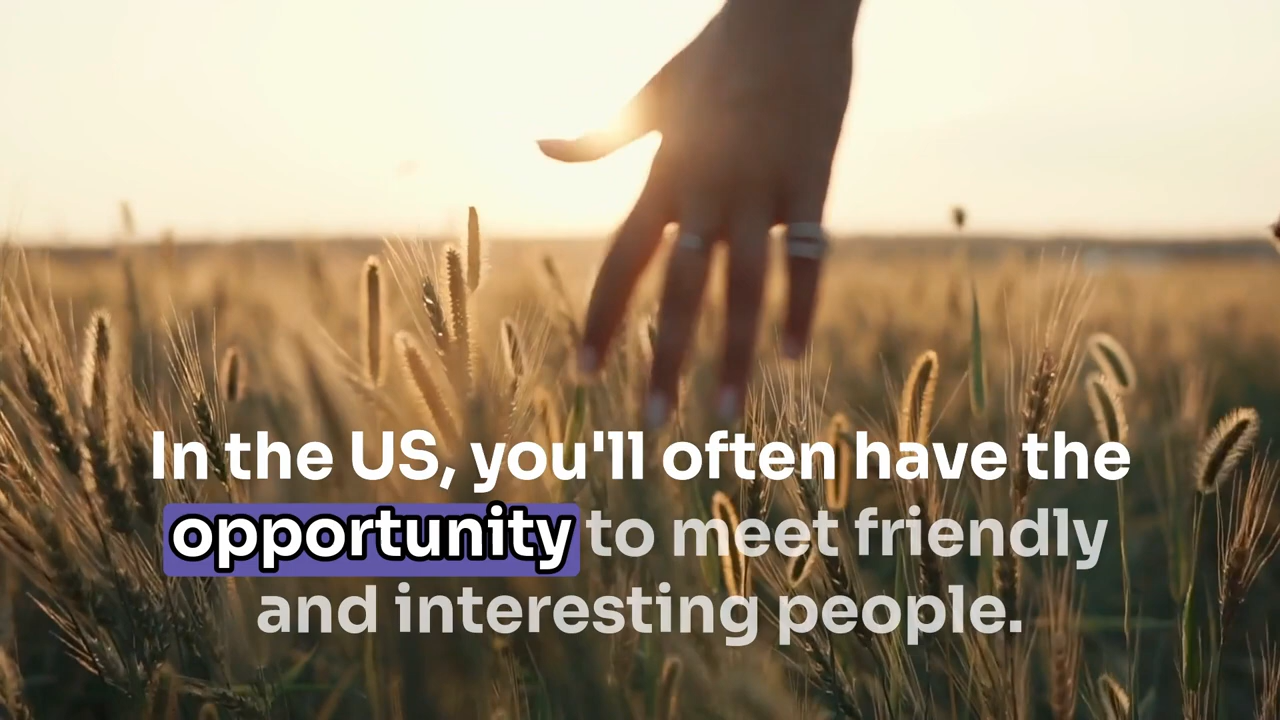 In the US, you'll often have the
opportunity to meet friendly
and interesting people.